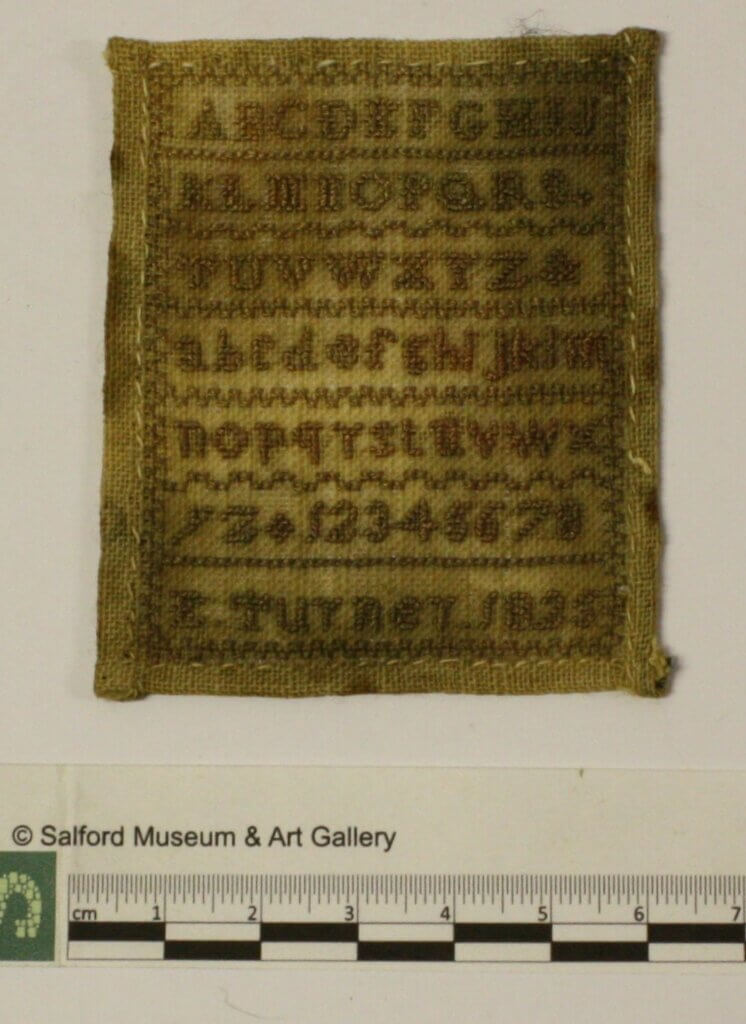 ABCDEFGHIJ
KLMNOPQRS.
TUVWXYZ
abcdefghijklm
nopqrstuvwx
yz 12345678
E. Turner. 1835
© Salford Museum & Art Gallery
cm 1 2 3 4 5 6 7